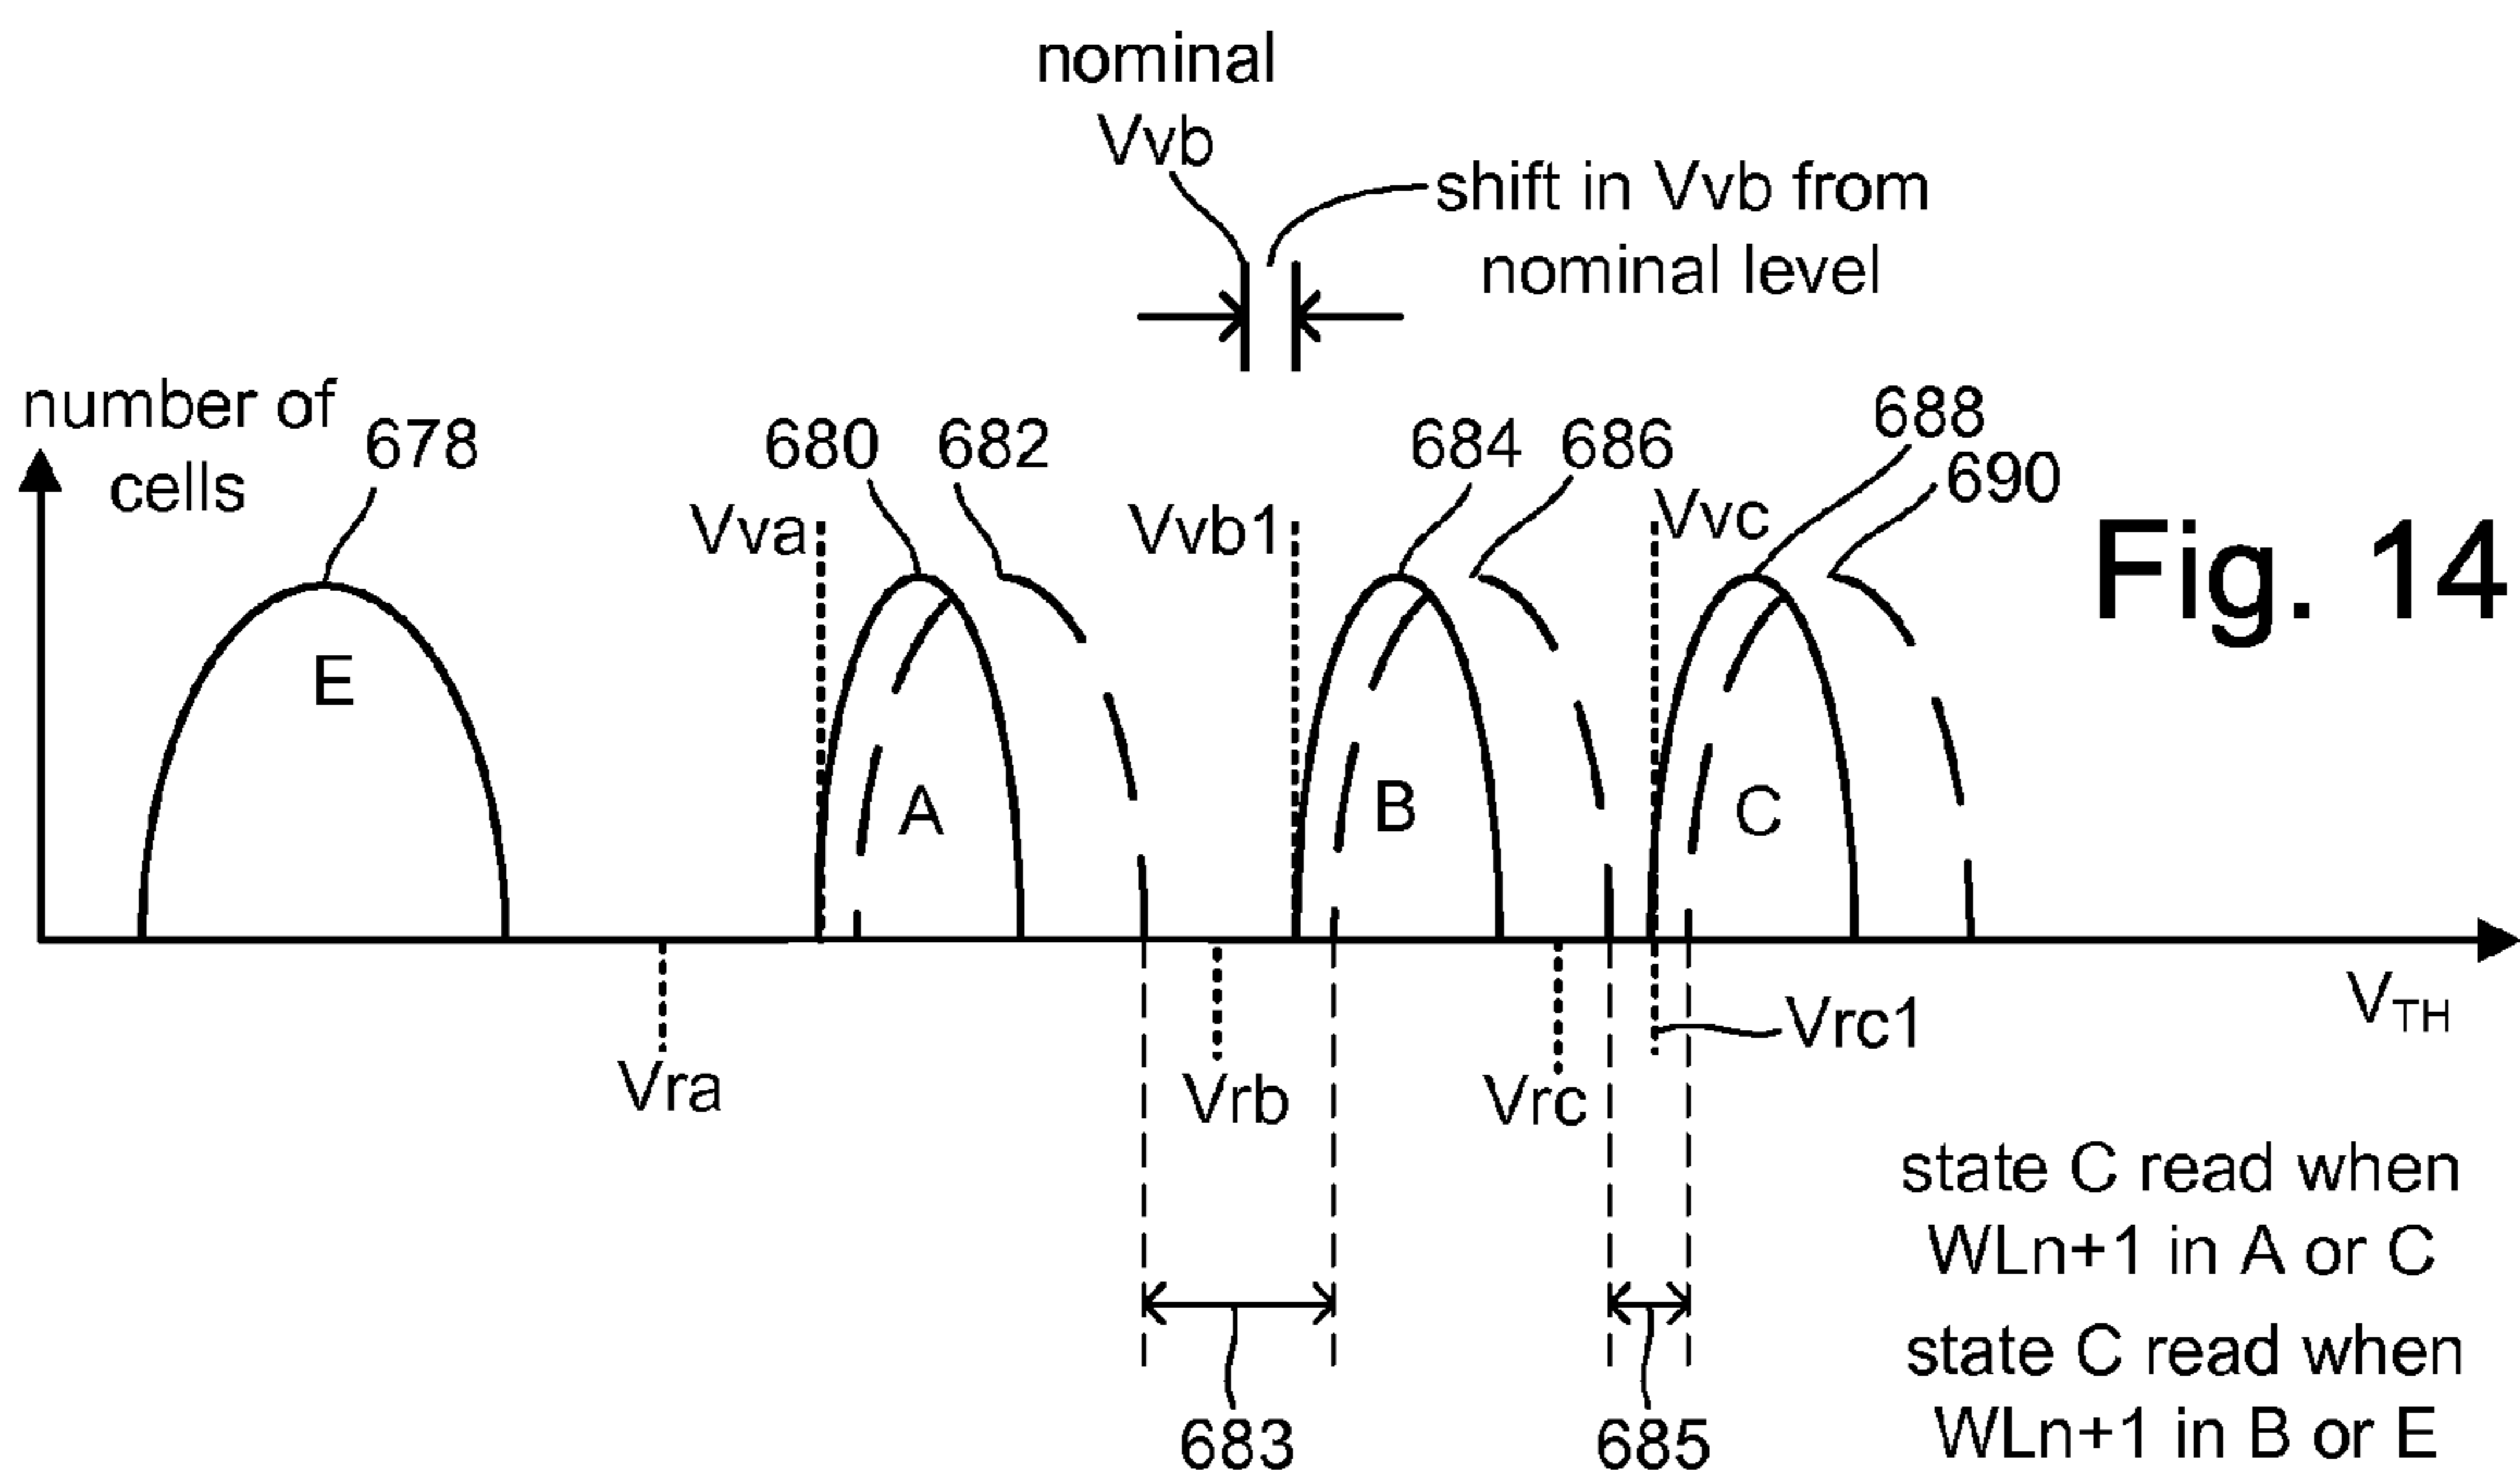 nominal
Vvb
shift in Vvb from
nominal level
number of
cells
678
680
682
684
686
688
690
Vva
Vvb1
Vvc
Fig. 14
E
A
B
C
VTH
Vra
Vrb
Vrc
Vrc1
state C read when
WLn+1 in A or C
state C read when
WLn+1 in B or E
683
685